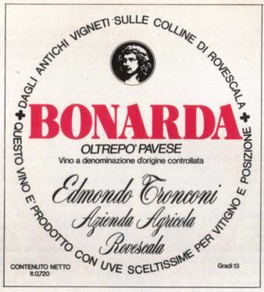 DAGLI ANTICHI VIGNETI SULLE COLLINE DI ROVESCALA
BONARDA
OLTREPO' PAVESE
Vino a denominazione d'origine controllata
Edmondo Tronconi
Azienda Agricola
Rovescala
QUESTO VINO E' PRODOTTO CON UVE SCELTISSIME PER VITIGNO E POSIZIONE
CONTENUTO NETTO
lt.0,720
Gradi 13